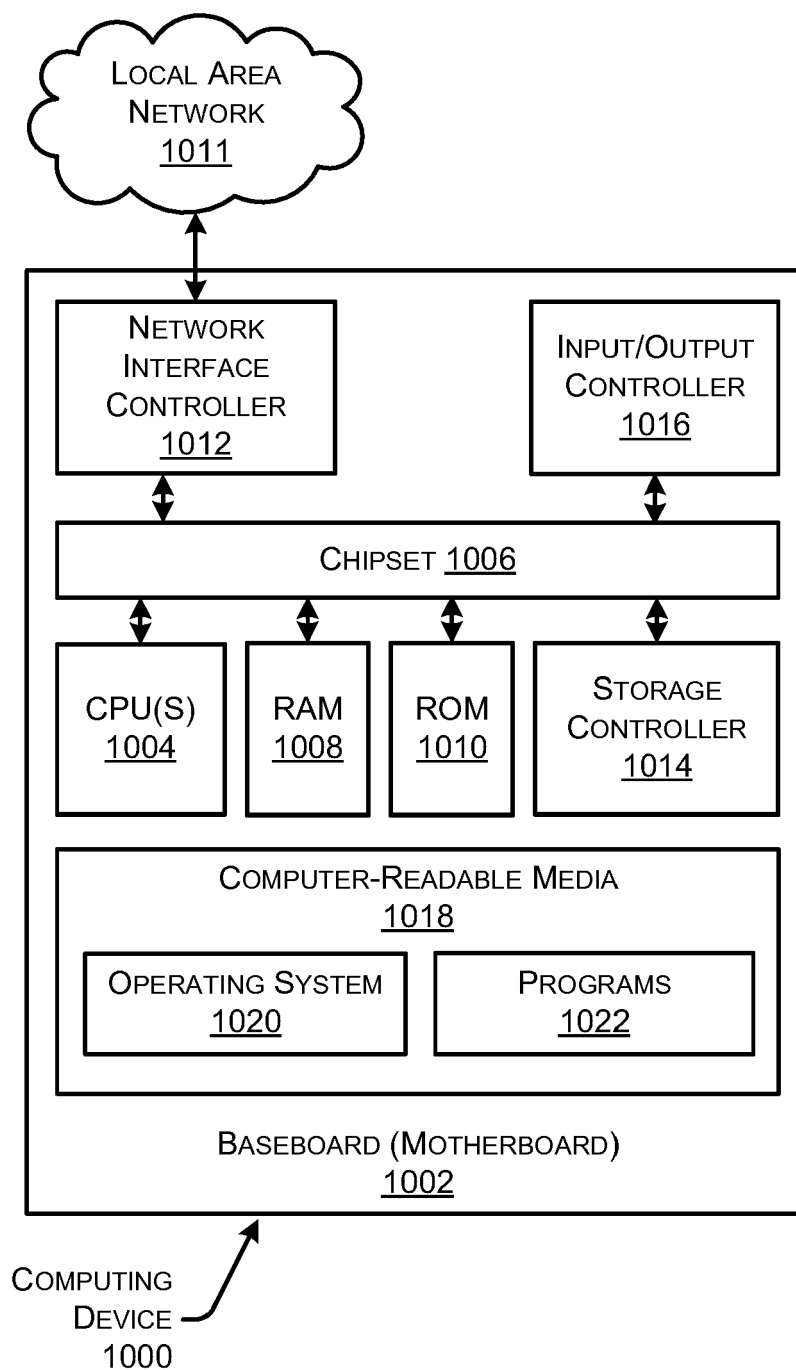 LOCAL AREA
NETWORK
1011
NETWORK
INTERFACE
CONTROLLER
1012
INPUT/OUTPUT
CONTROLLER
1016
CHIPSET 1006
CPU(S)
1004
RAM
1008
ROM
1010
STORAGE
CONTROLLER
1014
COMPUTER-READABLE MEDIA
1018
OPERATING SYSTEM
1020
PROGRAMS
1022
BASEBOARD (MOTHERBOARD)
1002
COMPUTING
DEVICE
1000